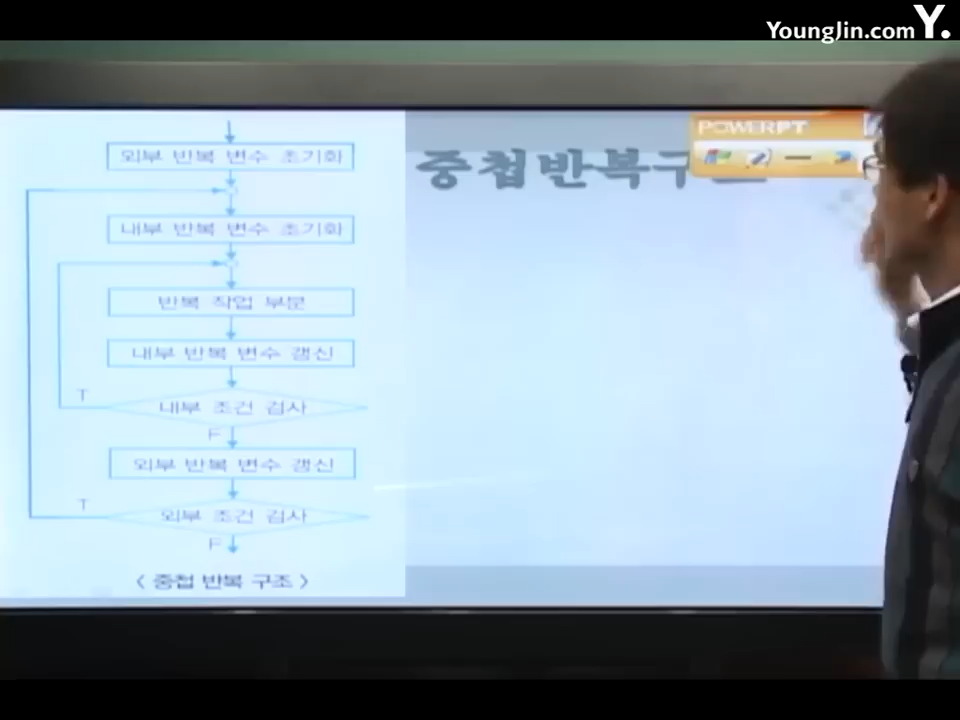 YoungJin.com Y.
POWERPT
중첩반복구
외부 반복 변수 초기화
내부 반복 변수 초기화
반복 작업 부분
내부 반복 변수 갱신
T
내부 조건 검사
F
외부 반복 변수 갱신
T
외부 조건 검사
F
< 중첩 반복 구조 >